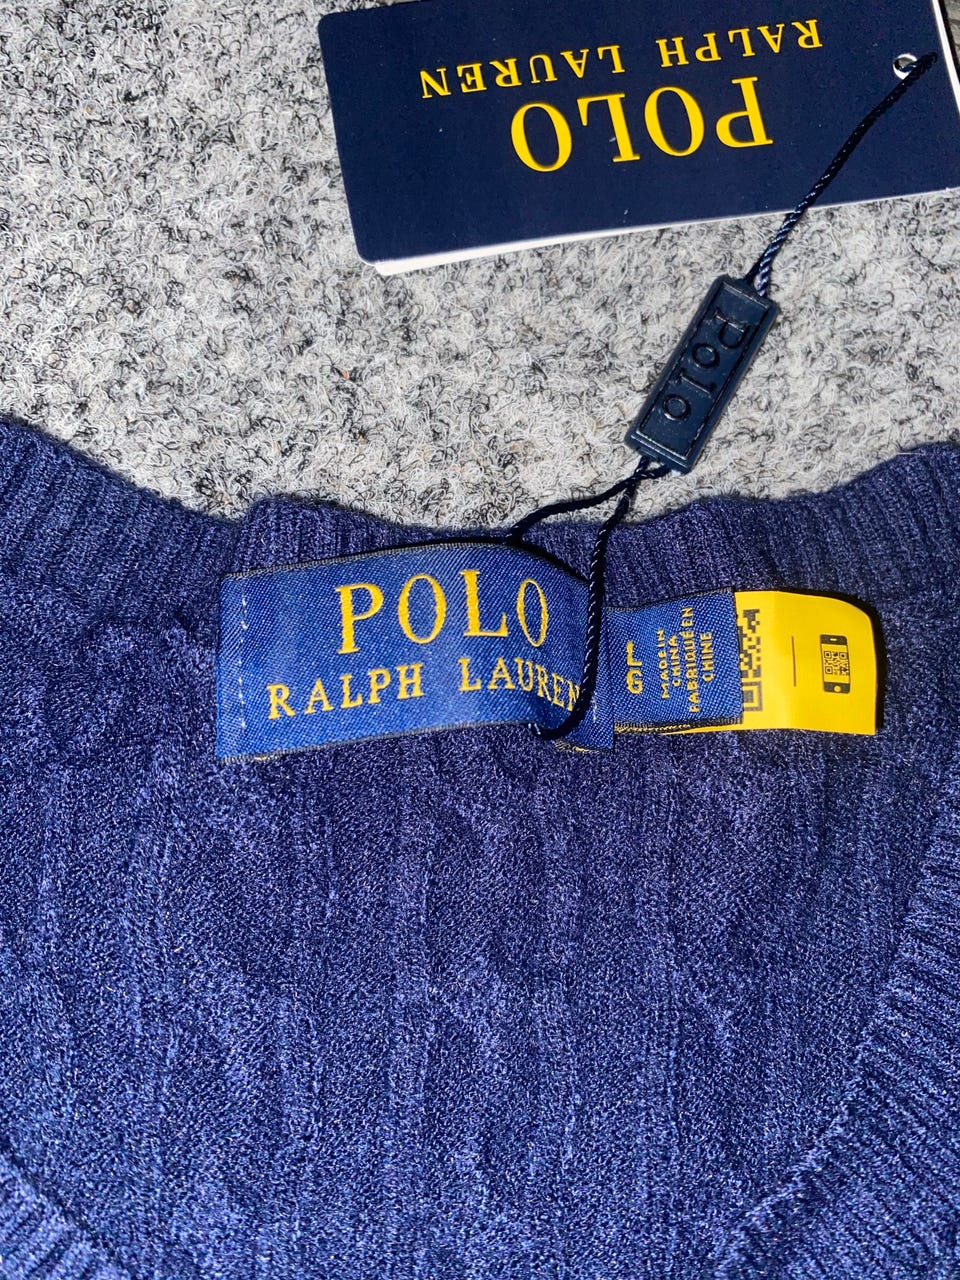 POLO
RALPH LAUREN
Polo
POLO
RALPH LAUREN
L
G
MADE IN
CHINA
FABRIQUÉ EN
CHINE